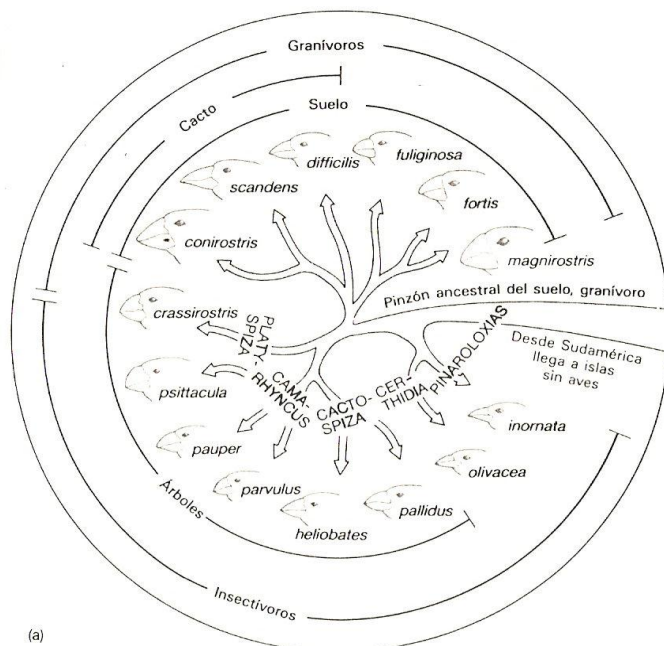 Granívoros
Cacto
Suelo
difficilis
fuliginosa
scandens
fortis
conirostris
magnirostris
Pinzón ancestral del suelo, granívoro
crassirostris
PLATY-
SPIZA
Desde Sudamérica
llega a islas
sin aves
PINAROLOXIAS
CAMA-
RHYNCUS
CACTO-
SPIZA
CER-
THIDIA
psittacula
inornata
pauper
olivacea
parvulus
pallidus
heliobates
Árboles
Insectívoros
(a)